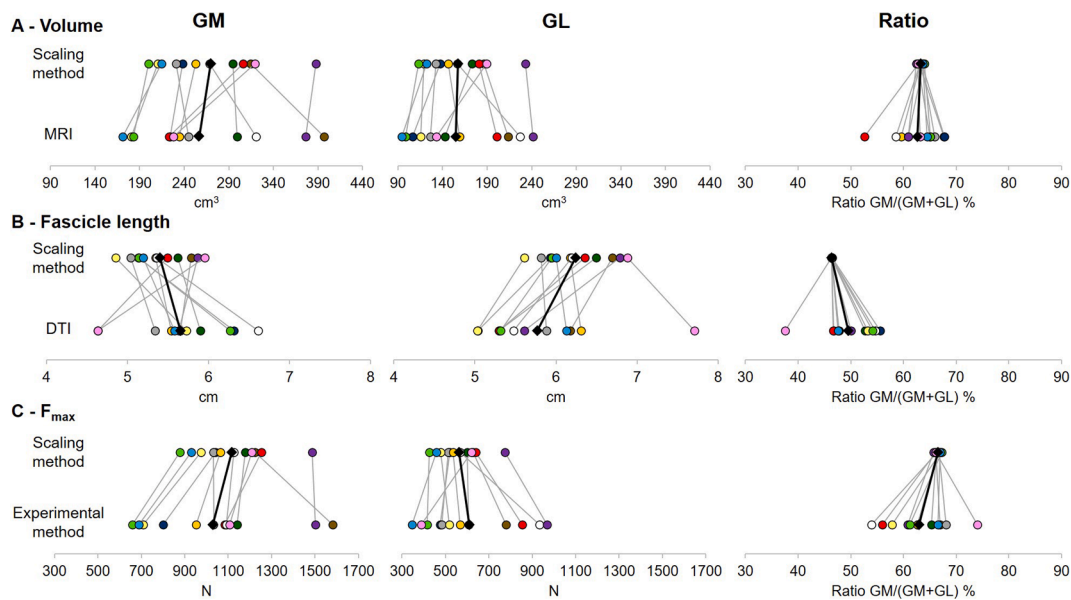 GM GL Ratio
A - Volume
Scaling method
MRI
90 140 190 240 290 340 390 440
cm³
90 140 190 240 290 340 390 440
cm³
30 40 50 60 70 80 90
Ratio GM/(GM+GL) %
B - Fascicle length
Scaling method
DTI
4 5 6 7 8
cm
4 5 6 7 8
cm
30 40 50 60 70 80 90
Ratio GM/(GM+GL) %
C - Fmax
Scaling method
Experimental method
300 500 700 900 1100 1300 1500 1700
N
300 500 700 900 1100 1300 1500 1700
N
30 40 50 60 70 80 90
Ratio GM/(GM+GL) %